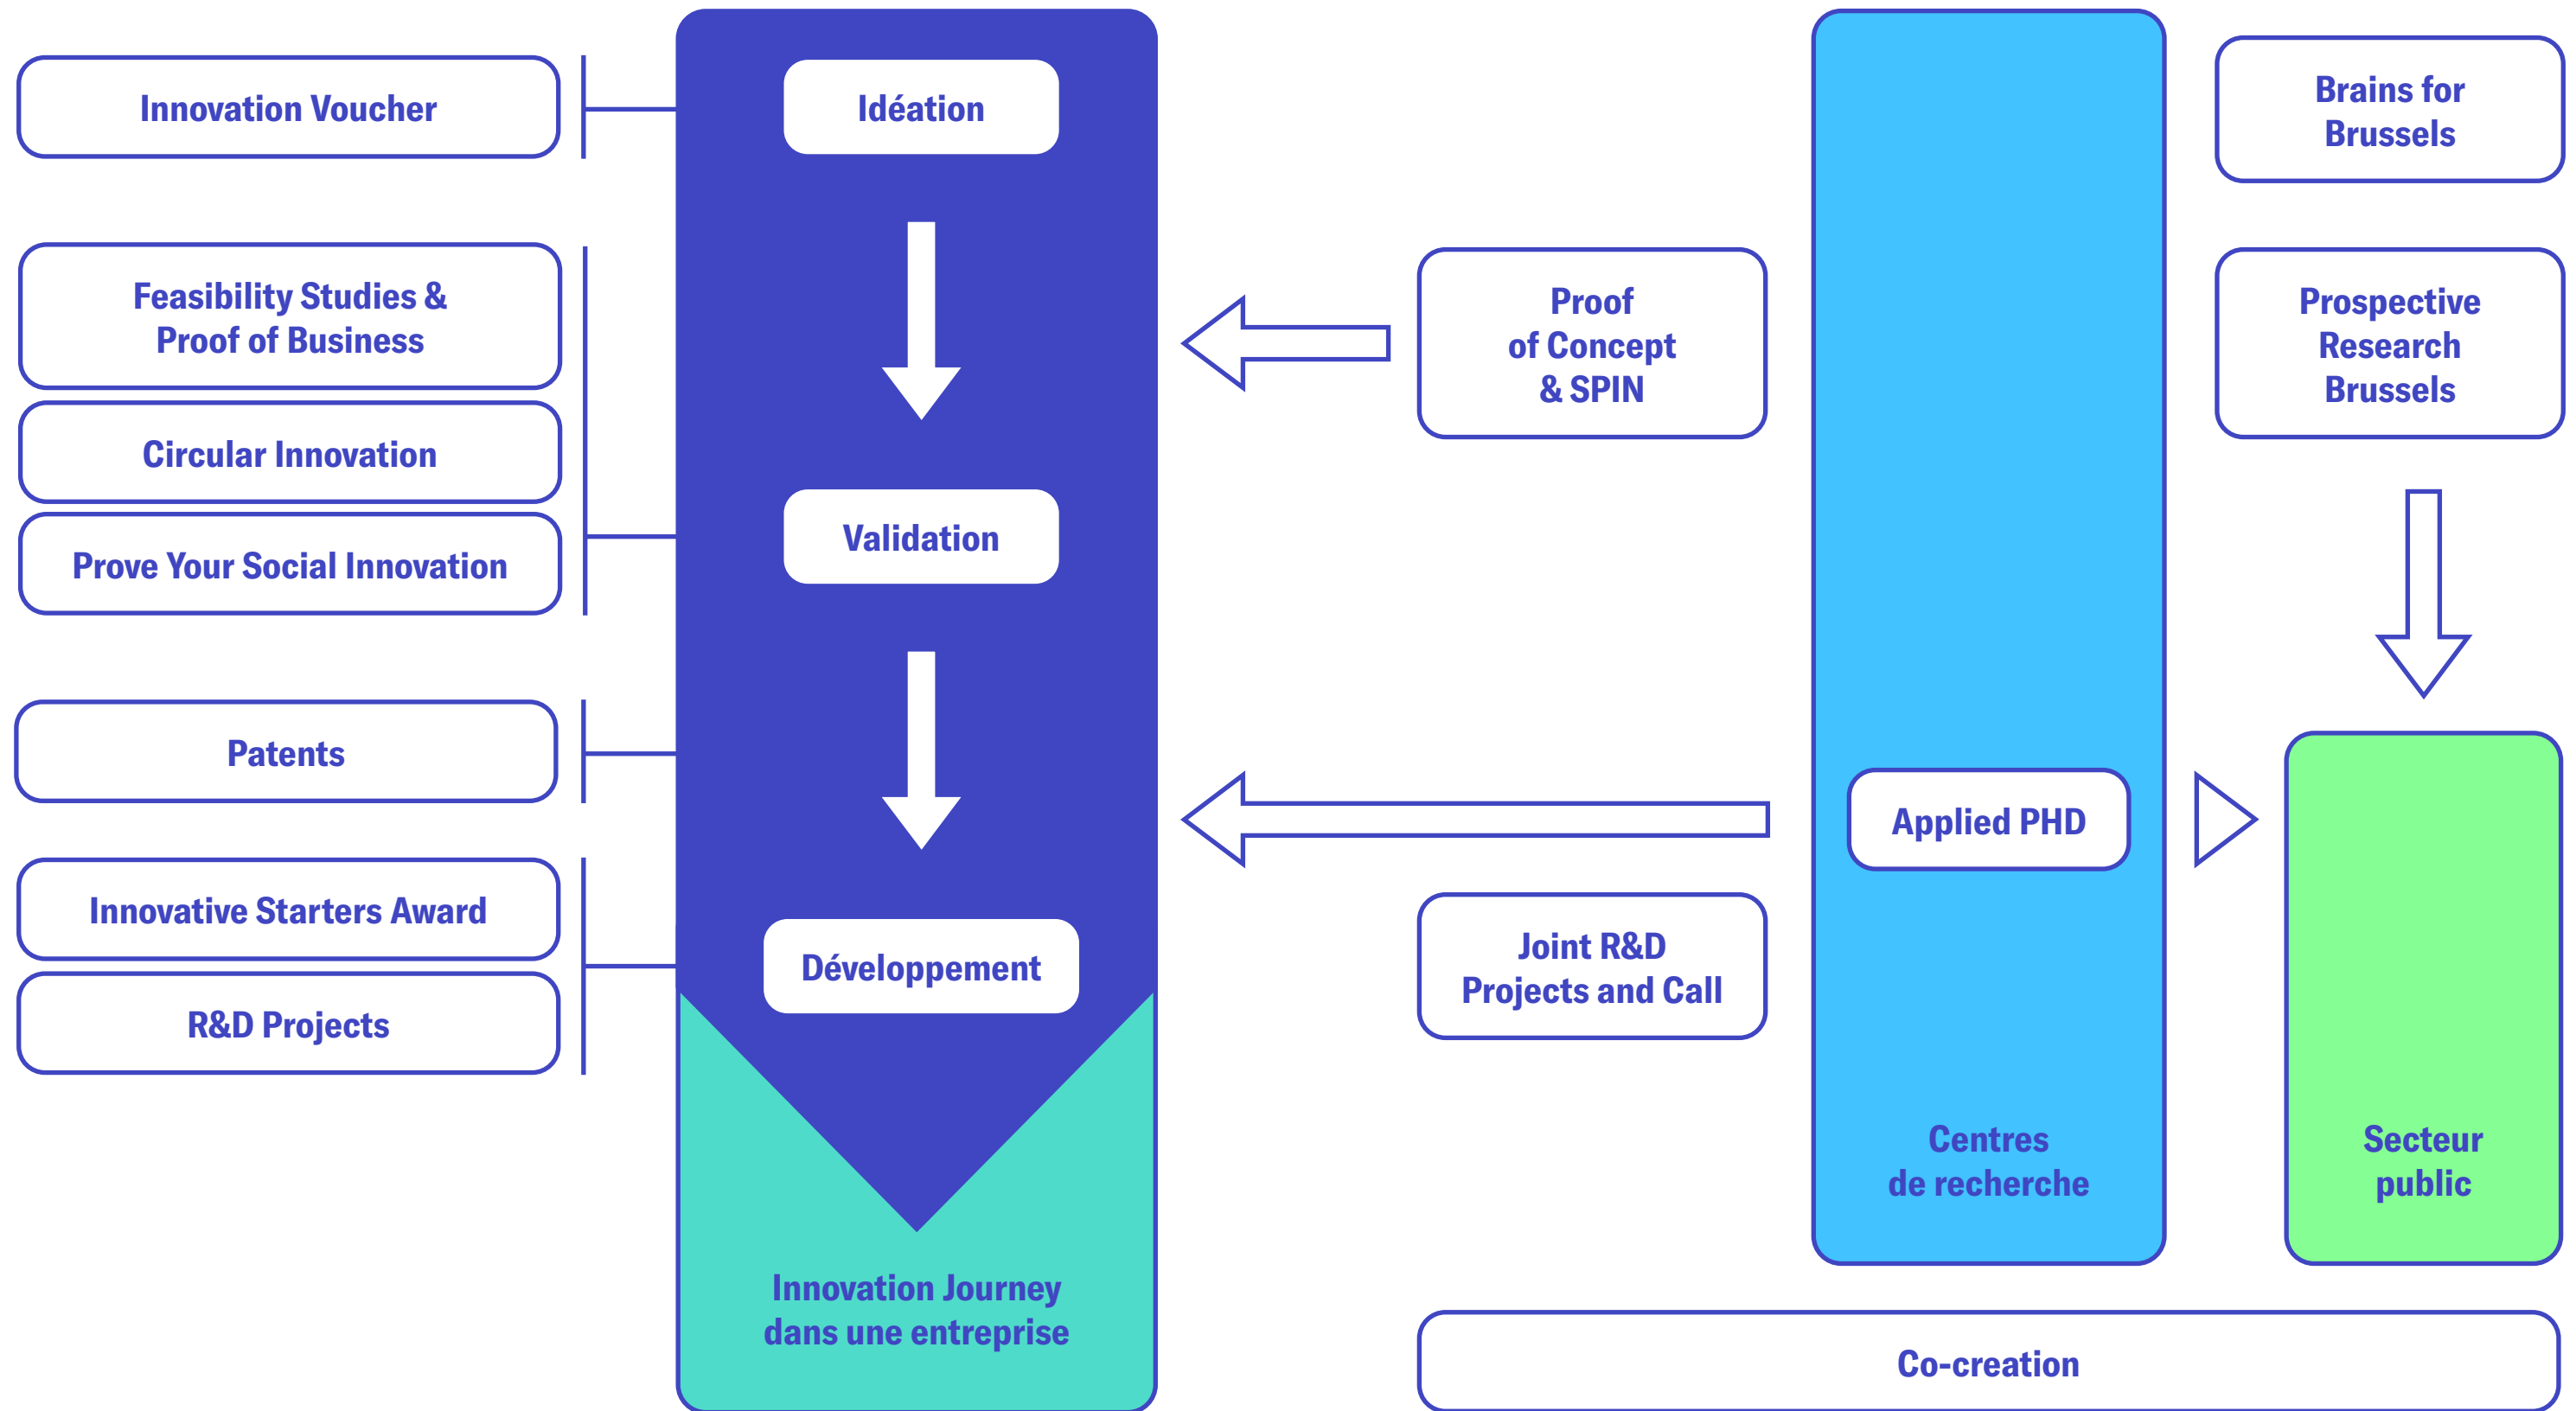 Innovation Voucher
Feasibility Studies &
Proof of Business
Circular Innovation
Prove Your Social Innovation
Patents
Innovative Starters Award
R&D Projects
Idéation
Validation
Développement
Innovation Journey
dans une entreprise
Proof
of Concept
& SPIN
Joint R&D
Projects and Call
Applied PHD
Centres
de recherche
Brains for
Brussels
Prospective
Research
Brussels
Secteur
public
Co-creation